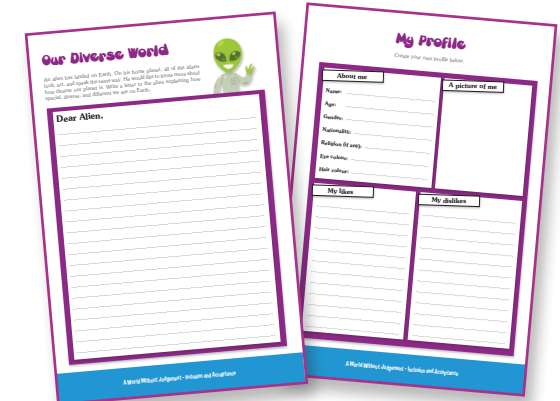 Our Diverse World
An alien has landed on Earth. On his home planet, all of the aliens
look, act, and speak the same way. He would like to know more about
how diverse our planet is. Write a letter to the alien explaining how
special, diverse, and different we are on Earth.
Dear Alien,
A World Without Judgement - Inclusion and Acceptance
My Profile
Create your own profile below.
About me
Name:
Age:
Gender:
Nationality:
Religion (if any):
Eye colour:
Hair colour:
A picture of me
My likes
My dislikes
A World Without Judgement - Inclusion and Acceptance